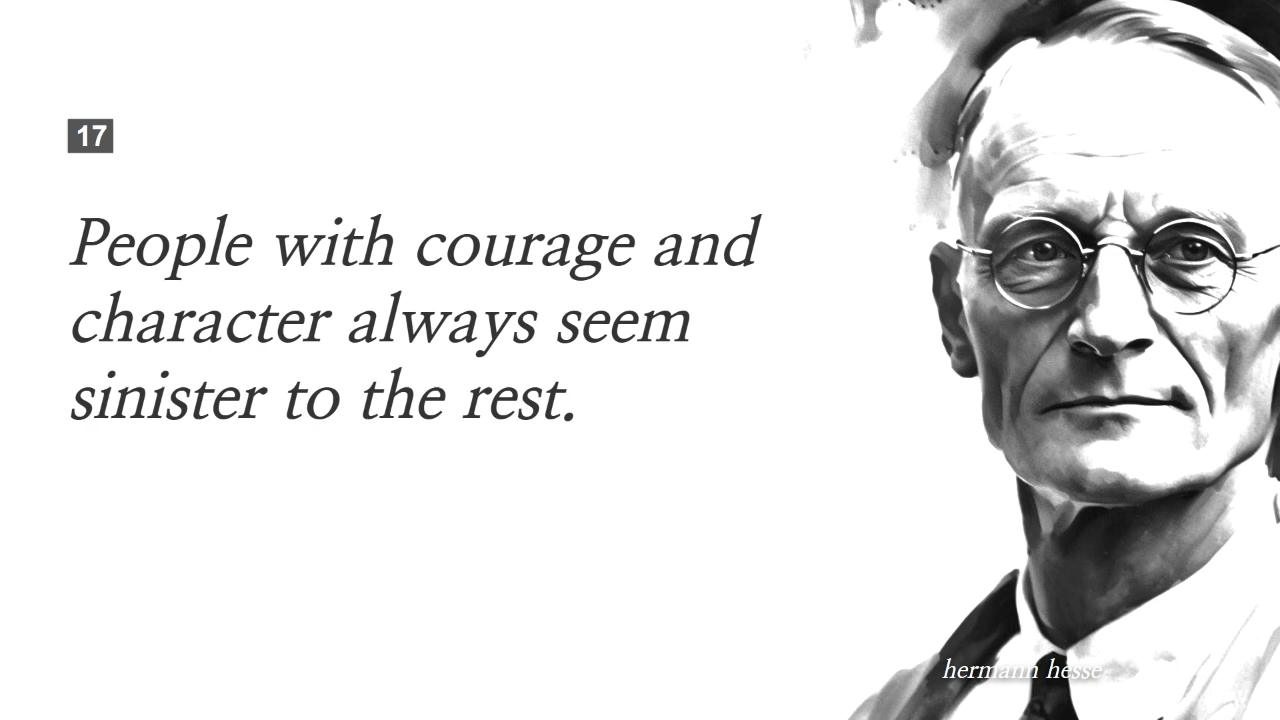 17
People with courage and
character always seem
sinister to the rest.
hermann hesse